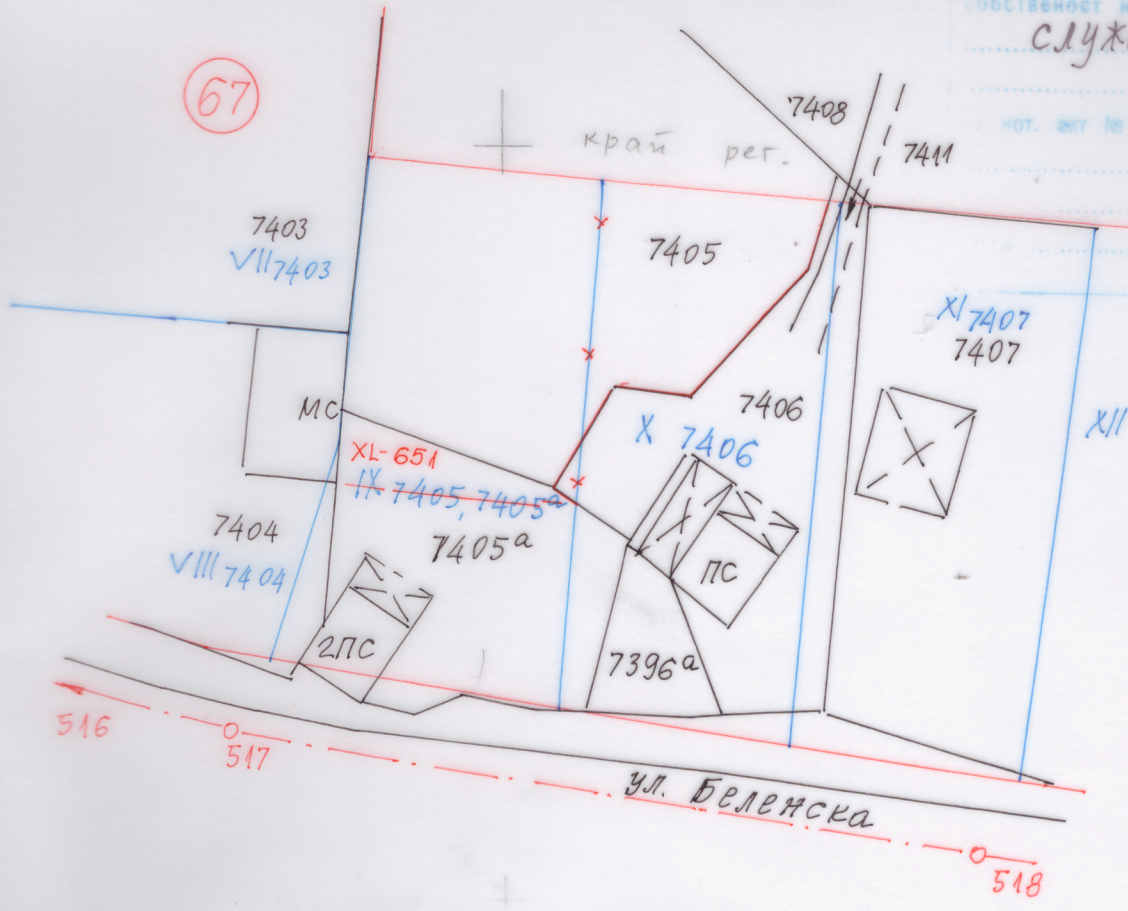 собственост
СЛУЖ
нот. акт №
67
край рег.
7408
7411
7403
VII 7403
7405
XI 7407
7407
МС
7406
X 7406
XII
XL-651
IX 7405, 7405а
7405а
7404
VIII 7404
ПС
2ПС
7396а
516
517
ул. Беленска
518